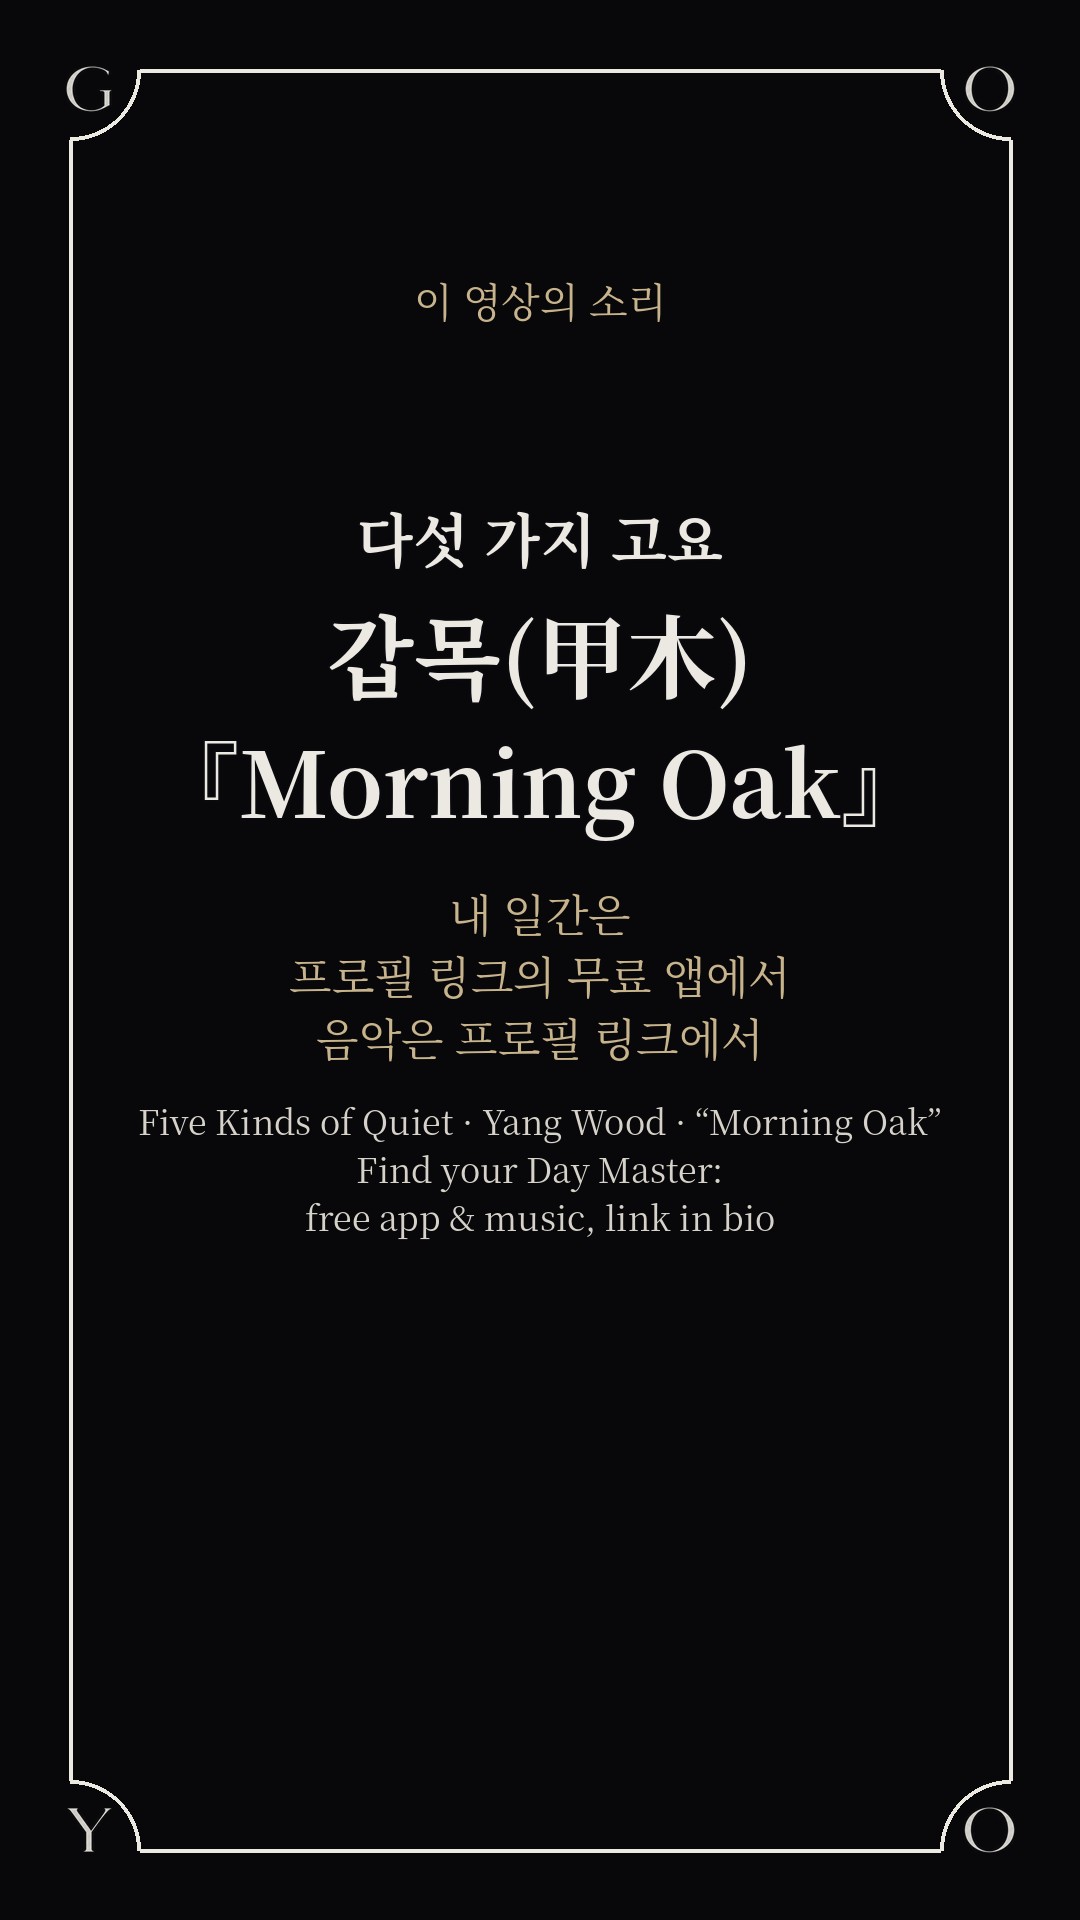 G O
이 영상의 소리
다섯 가지 고요
갑목(甲木)
『Morning Oak』
내 일간은
프로필 링크의 무료 앱에서
음악은 프로필 링크에서
Five Kinds of Quiet · Yang Wood · “Morning Oak”
Find your Day Master:
free app & music, link in bio
Y O